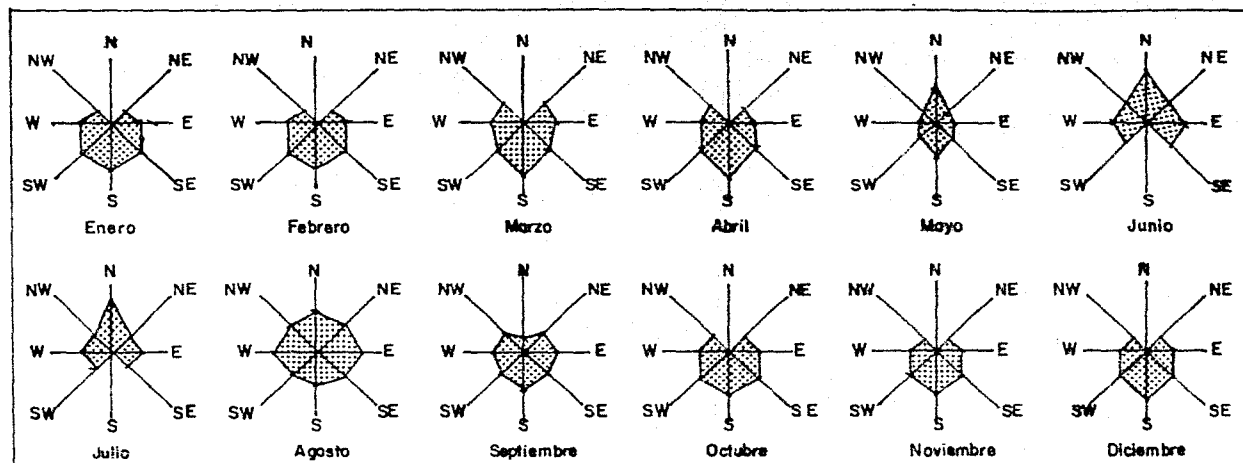 N N N N N N
NW NE NW NE NW NE NW NE NW NE NW NE
W E W E W E W E W E W E
SW SE SW SE SW SE SW SE SW SE SW SE
S S S S S S
Enero Febrero Marzo Abril Mayo Junio
N N N N N N
NW NE NW NE NW NE NW NE NW NE NW NE
W E W E W E W E W E W E
SW SE SW SE SW SE SW SE SW SE SW SE
S S S S S S
Julio Agosto Septiembre Octubre Noviembre Diciembre